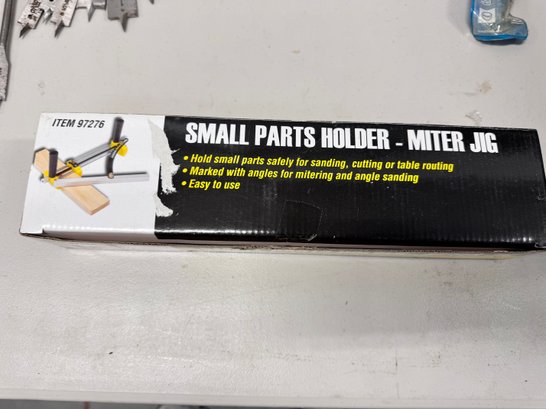 ITEM 97276
SMALL PARTS HOLDER - MITER JIG
• Hold small parts safely for sanding, cutting or table routing
• Marked with angles for mitering and angle sanding
• Easy to use